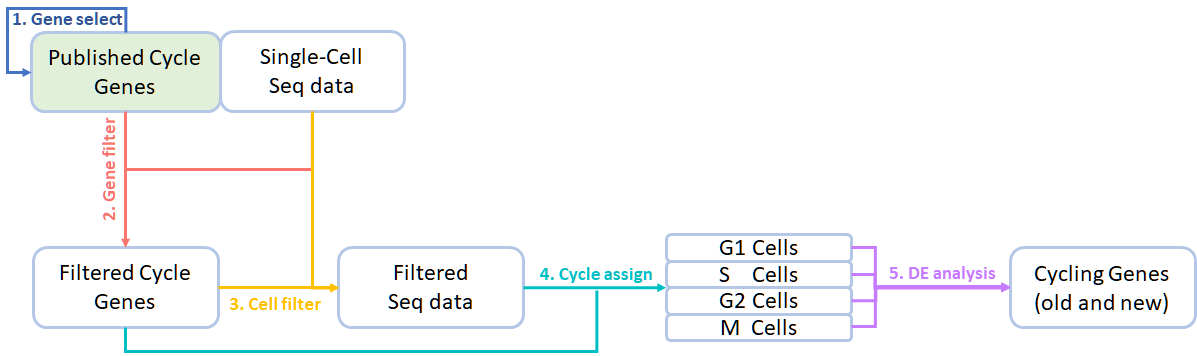 1. Gene select
Published Cycle
Genes
Single-Cell
Seq data
2. Gene filter
Filtered Cycle
Genes
3. Cell filter
Filtered
Seq data
4. Cycle assign
G1 Cells
S Cells
G2 Cells
M Cells
5. DE analysis
Cycling Genes
(old and new)